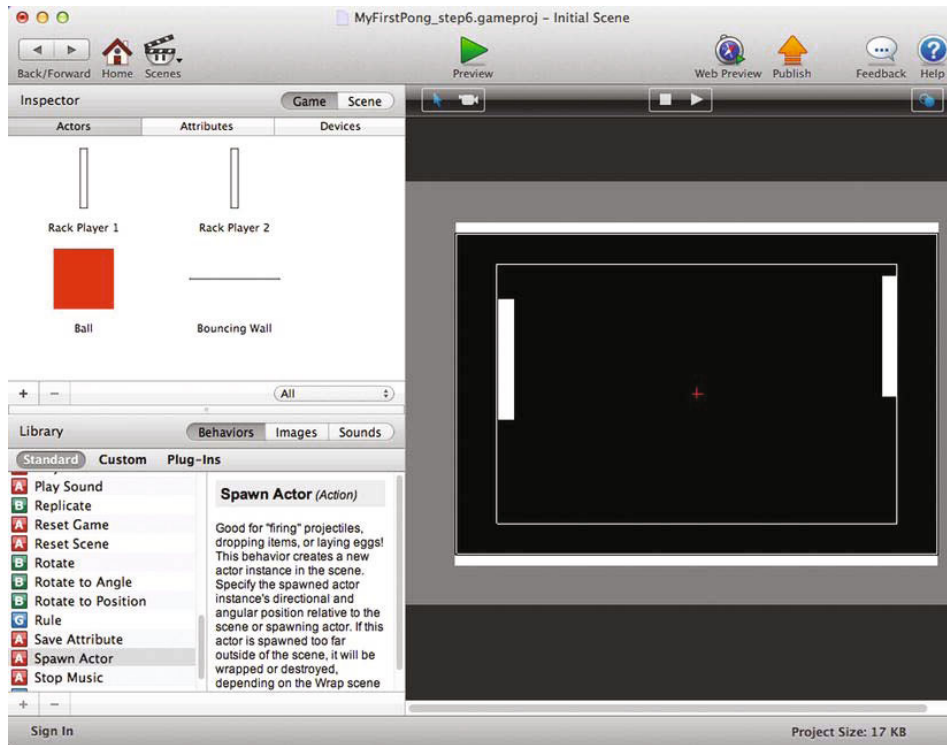 MyFirstPong_step6.gameproj – Initial Scene
Back/Forward Home Scenes Preview Web Preview Publish Feedback Help
Inspector Game Scene
Actors Attributes Devices
Rack Player 1 Rack Player 2
Ball Bouncing Wall
+ – All
Library Behaviors Images Sounds
Standard Custom Plug-Ins
A Play Sound
B Replicate
A Reset Game
A Reset Scene
B Rotate
B Rotate to Angle
B Rotate to Position
G Rule
A Save Attribute
A Spawn Actor
A Stop Music
Spawn Actor (Action)
Good for "firing" projectiles,
dropping items, or laying eggs!
This behavior creates a new
actor instance in the scene.
Specify the spawned actor
instance's directional and
angular position relative to the
scene or spawning actor. If this
actor is spawned too far
outside of the scene, it will be
wrapped or destroyed,
depending on the Wrap scene
+ –
Sign In Project Size: 17 KB